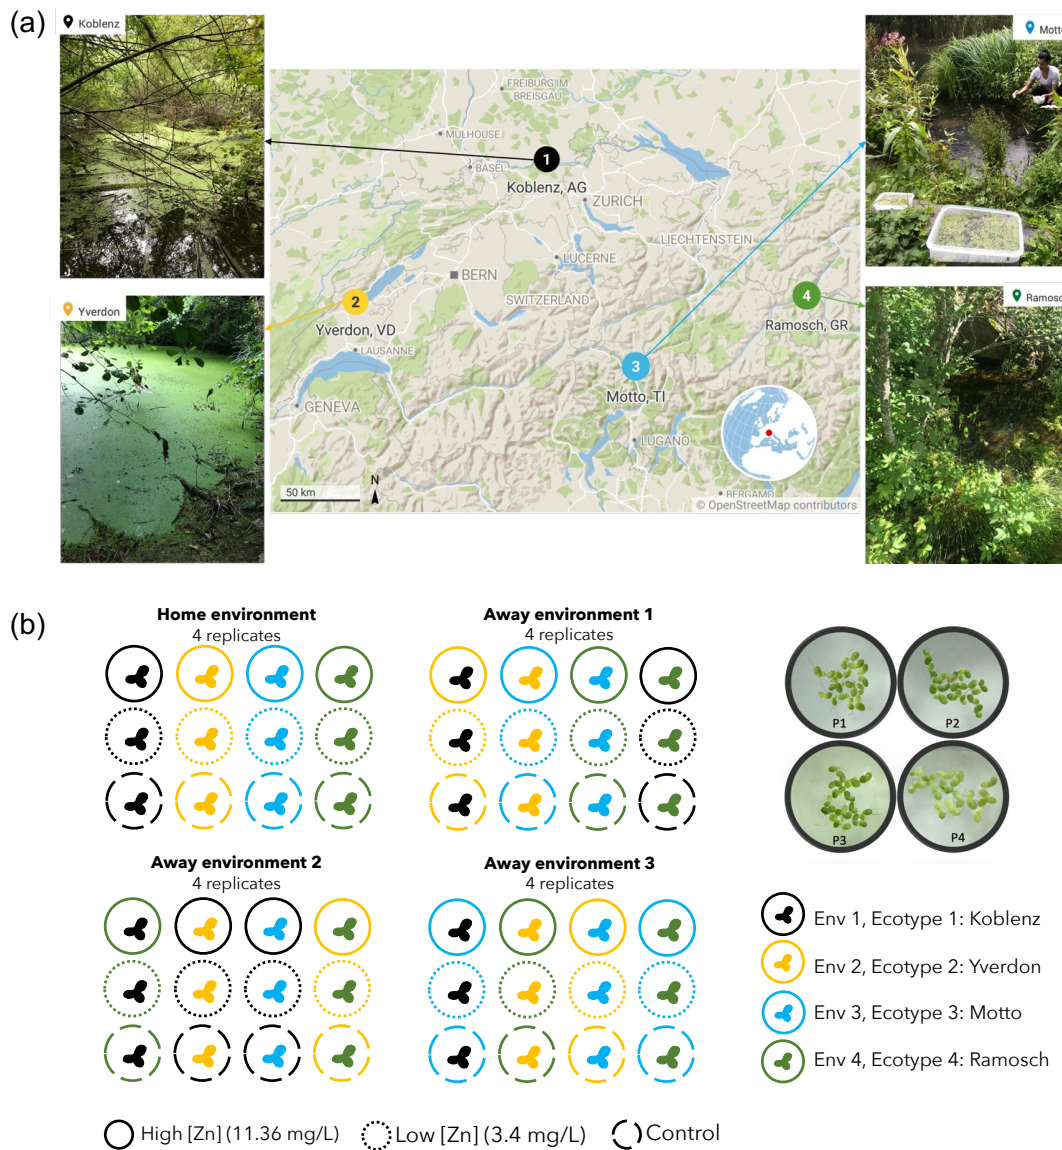 (a)
Koblenz
Motto
FREIBURG IM
BREISGAU
MULHOUSE
BASEL
1
Koblenz, AG
ZURICH
LIECHTENSTEIN
LUCERNE
BERN
SWITZERLAND
Yverdon
2
Yverdon, VD
LAUSANNE
GENEVA
3
Motto, TI
LUGANO
BERGAMO
4
Ramosch, GR
Ramosch
50 km
N
© OpenStreetMap contributors
(b)
Home environment
4 replicates
Away environment 1
4 replicates
P1
P2
P3
P4
Away environment 2
4 replicates
Away environment 3
4 replicates
Env 1, Ecotype 1: Koblenz
Env 2, Ecotype 2: Yverdon
Env 3, Ecotype 3: Motto
Env 4, Ecotype 4: Ramosch
High [Zn] (11.36 mg/L)
Low [Zn] (3.4 mg/L)
Control